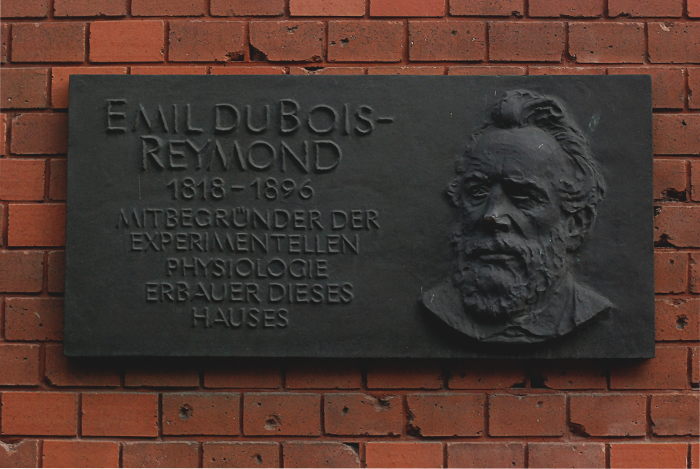 EMIL DU BOIS-
REYMOND
1818-1896
MITBEGRÜNDER DER
EXPERIMENTELLEN
PHYSIOLOGIE
ERBAUER DIESES
HAUSES